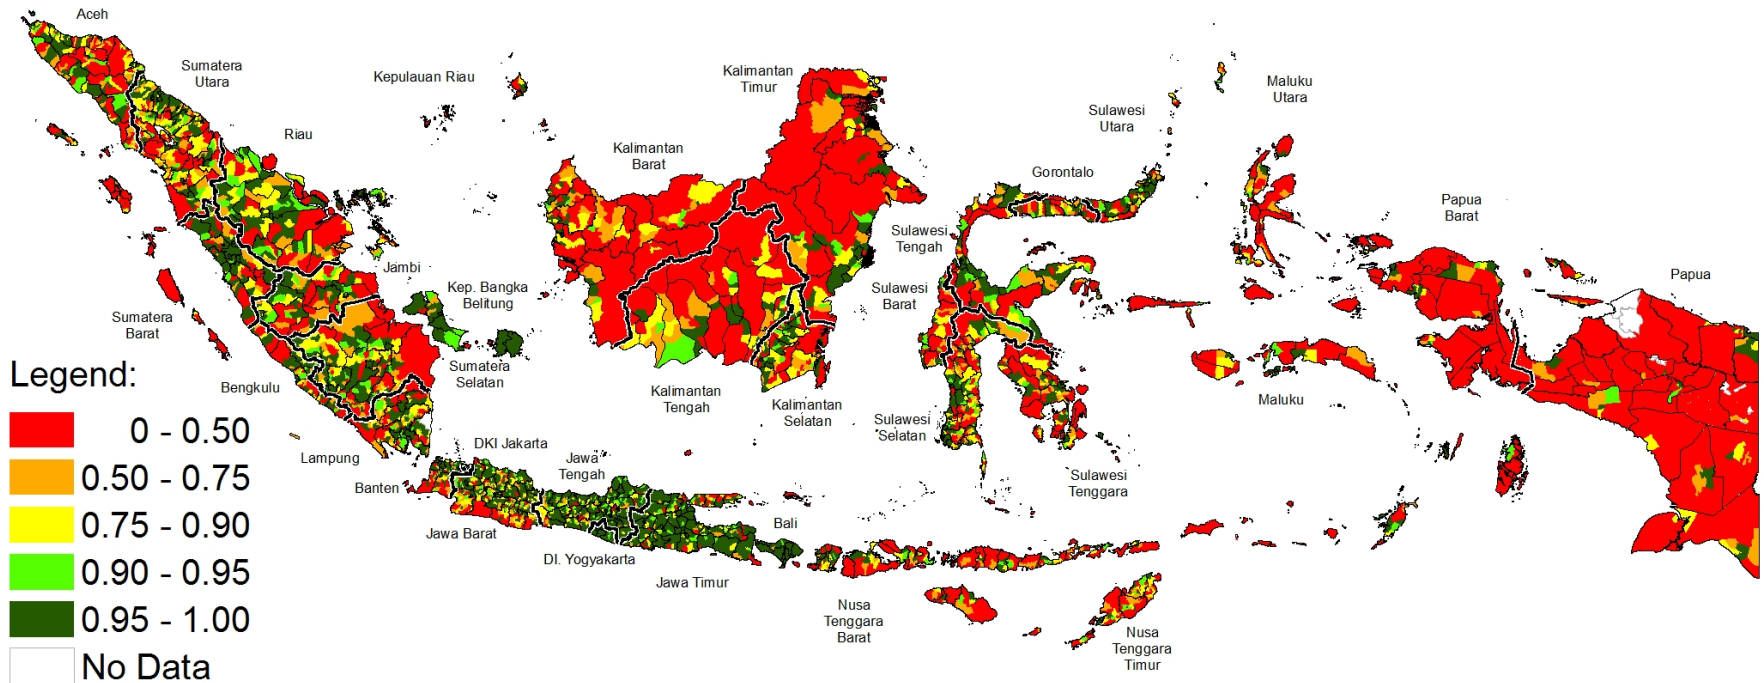 Aceh
Sumatera
Utara
Kepulauan Riau
Riau
Kalimantan
Timur
Kalimantan
Barat
Sulawesi
Utara
Maluku
Utara
Gorontalo
Papua
Barat
Papua
Sulawesi
Tengah
Sulawesi
Barat
Jambi
Kep. Bangka
Belitung
Sumatera
Barat
Sumatera
Selatan
Bengkulu
Kalimantan
Tengah
Kalimantan
Selatan
Sulawesi
Selatan
Maluku
Lampung
DKI Jakarta
Jawa
Tengah
Banten
Sulawesi
Tenggara
Jawa Barat
Bali
DI. Yogyakarta
Jawa Timur
Nusa
Tenggara
Barat
Nusa
Tenggara
Timur
Legend:
0 - 0.50
0.50 - 0.75
0.75 - 0.90
0.90 - 0.95
0.95 - 1.00
No Data